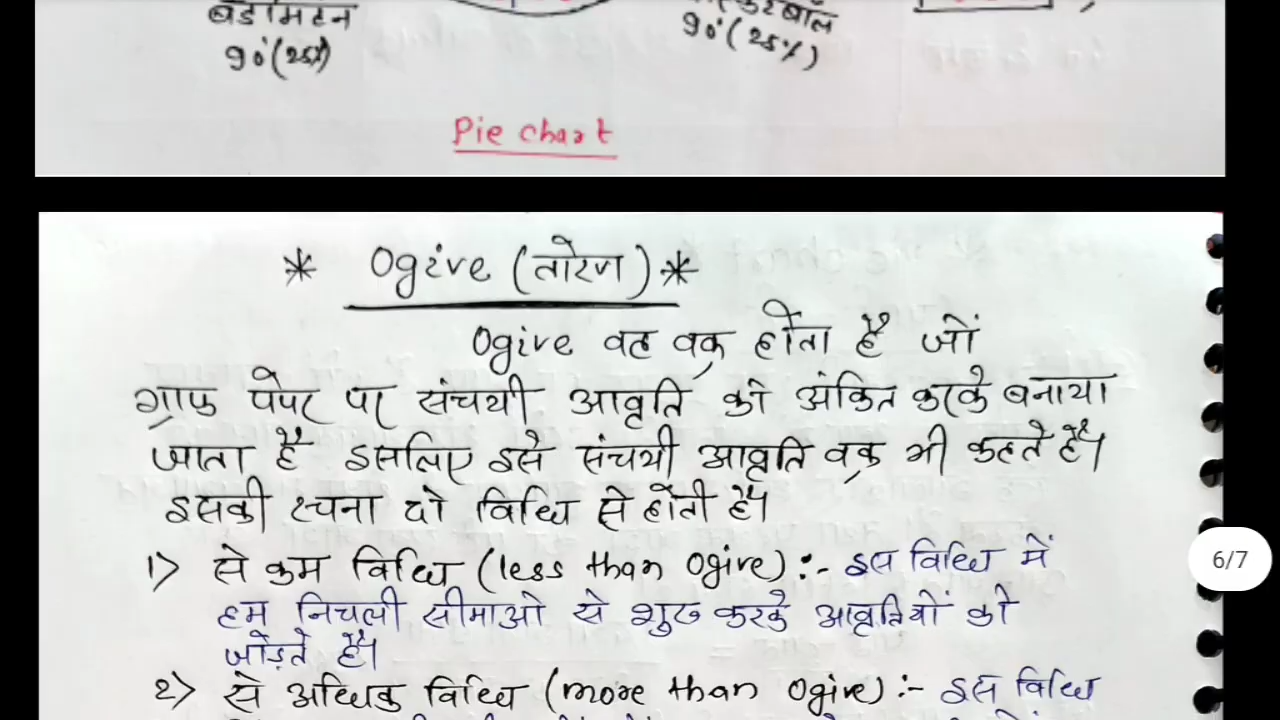 बैडमिंटन
90°(25%)
90°(25%)
Pie chart
* Ogive (तोरण) *
Ogive वह वक्र होता है जों
ग्राफ पेपर पर संचयी आवृति को अंकित करके बनाया
जाता है इसलिए इसे संचयी आवृति वक्र भी कहते है।
इसकी रचना दो विधि से होती है।
1> से कम विधि (less than Ogive) :- इस विधि में
हम निचली सीमाओ से शुरू करके आवृतियों को
जोड़ते है।
2> से अधिक विधि (more than Ogive) :- इस विधि
6/7